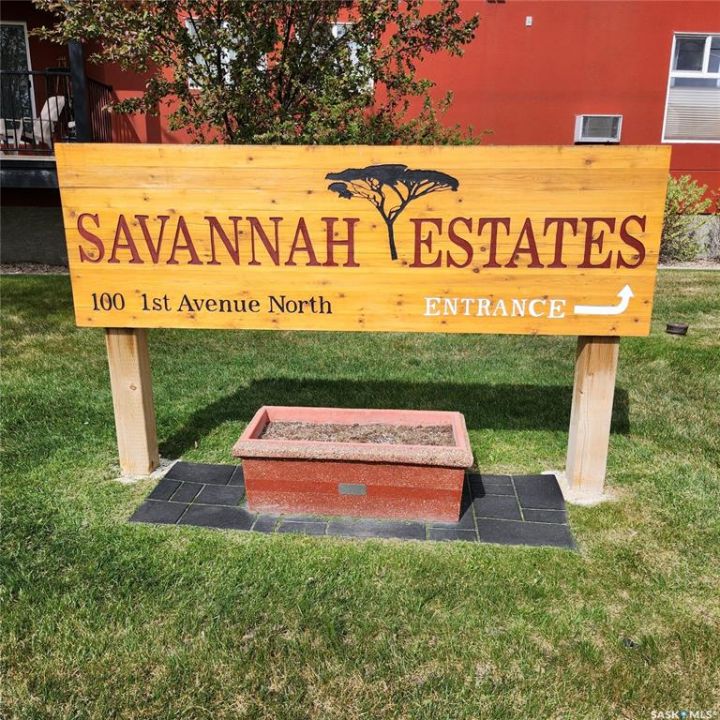 SAVANNAH ESTATES
100 1st Avenue North
ENTRANCE
SASK MLS